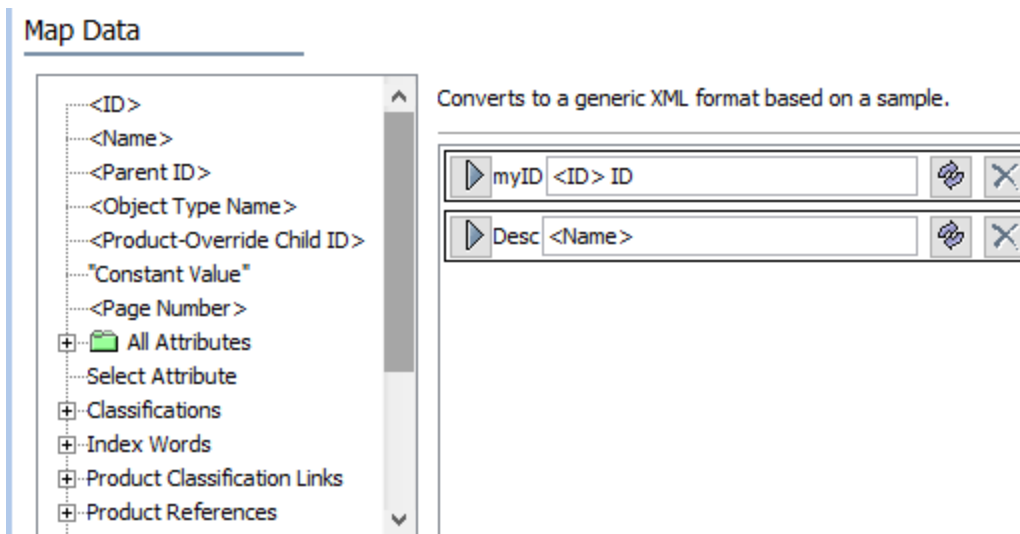 Map Data
<ID>
<Name>
<Parent ID>
<Object Type Name>
<Product-Override Child ID>
"Constant Value"
<Page Number>
All Attributes
Select Attribute
Classifications
Index Words
Product Classification Links
Product References
Converts to a generic XML format based on a sample.
myID <ID> ID
Desc <Name>